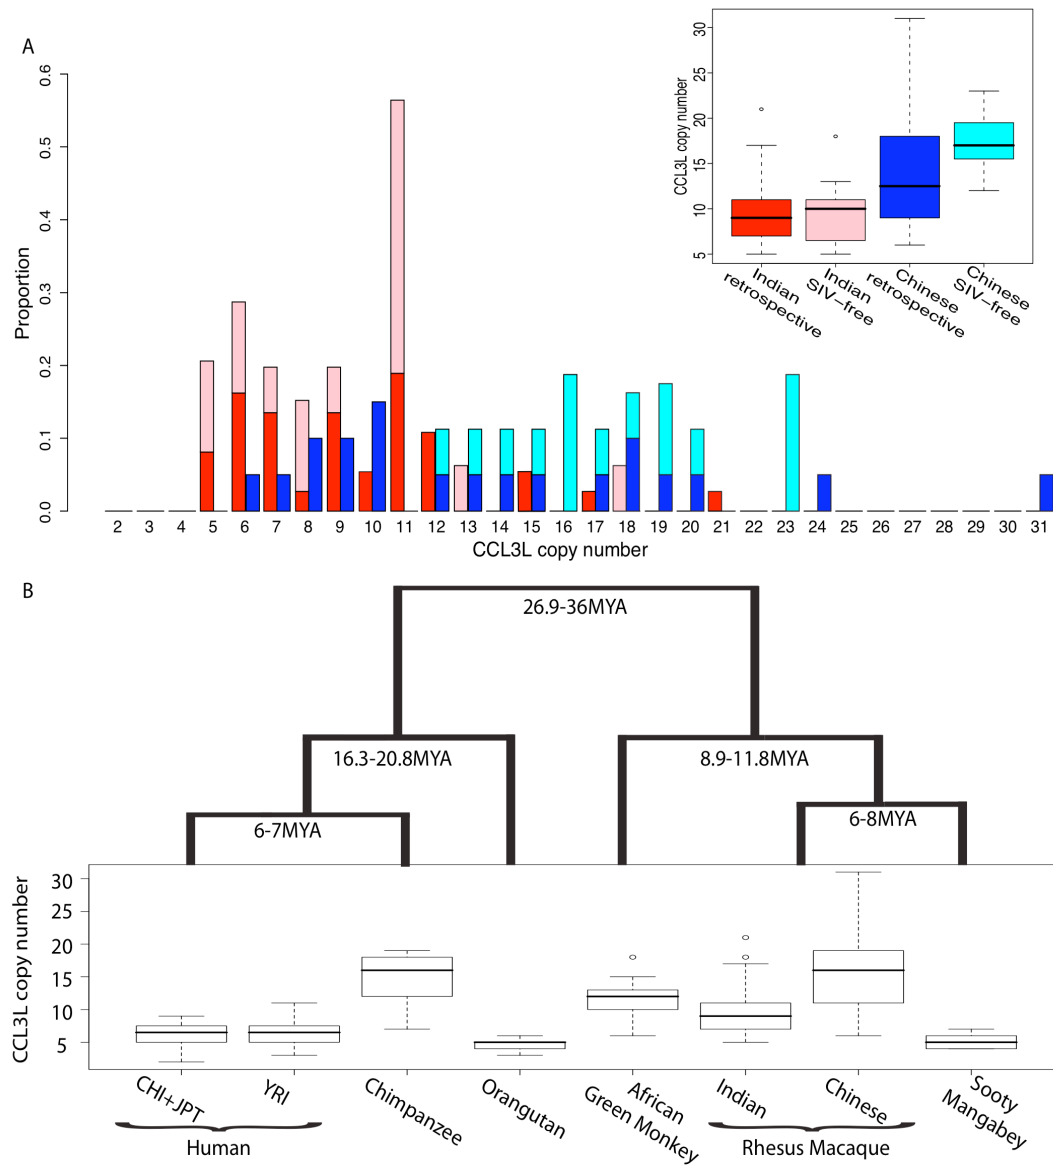 A
Proportion
0.0 0.1 0.2 0.3 0.4 0.5 0.6
2 3 4 5 6 7 8 9 10 11 12 13 14 15 16 17 18 19 20 21 22 23 24 25 26 27 28 29 30 31
CCL3L copy number
CCL3L copy number
5 10 15 20 25 30
Indian
retrospective
Indian
SIV-free
Chinese
retrospective
Chinese
SIV-free
B
26.9-36MYA
16.3-20.8MYA
8.9-11.8MYA
6-7MYA
6-8MYA
CCL3L copy number
30
25
20
15
10
5
CHI+JPT
YRI
Chimpanzee
Orangutan
African
Green Monkey
Indian
Chinese
Sooty
Mangabey
Human
Rhesus Macaque